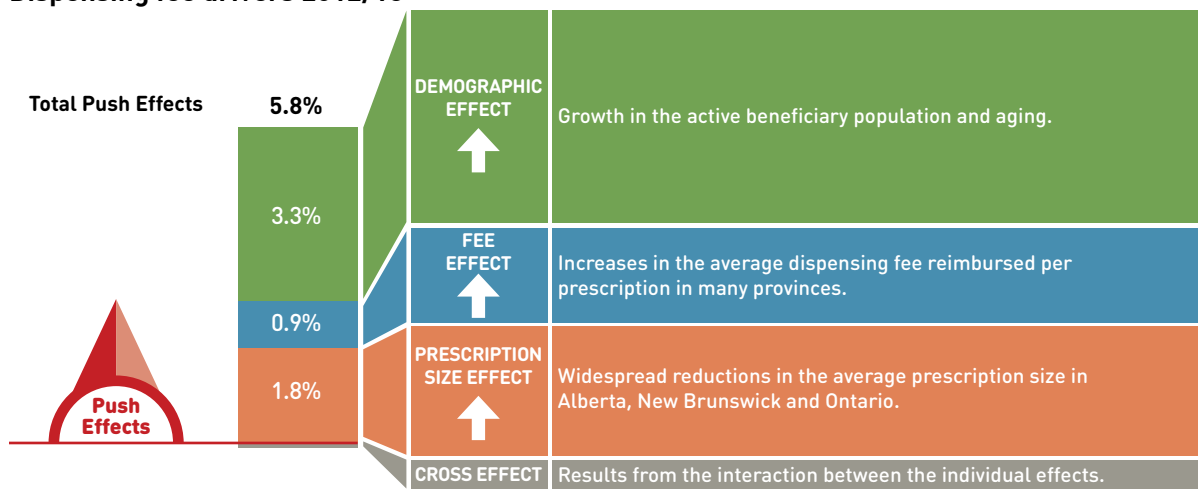 Total Push Effects
5.8%
3.3%
0.9%
1.8%
Push
Effects
DEMOGRAPHIC
EFFECT
Growth in the active beneficiary population and aging.
FEE
EFFECT
Increases in the average dispensing fee reimbursed per
prescription in many provinces.
PRESCRIPTION
SIZE EFFECT
Widespread reductions in the average prescription size in
Alberta, New Brunswick and Ontario.
CROSS EFFECT
Results from the interaction between the individual effects.